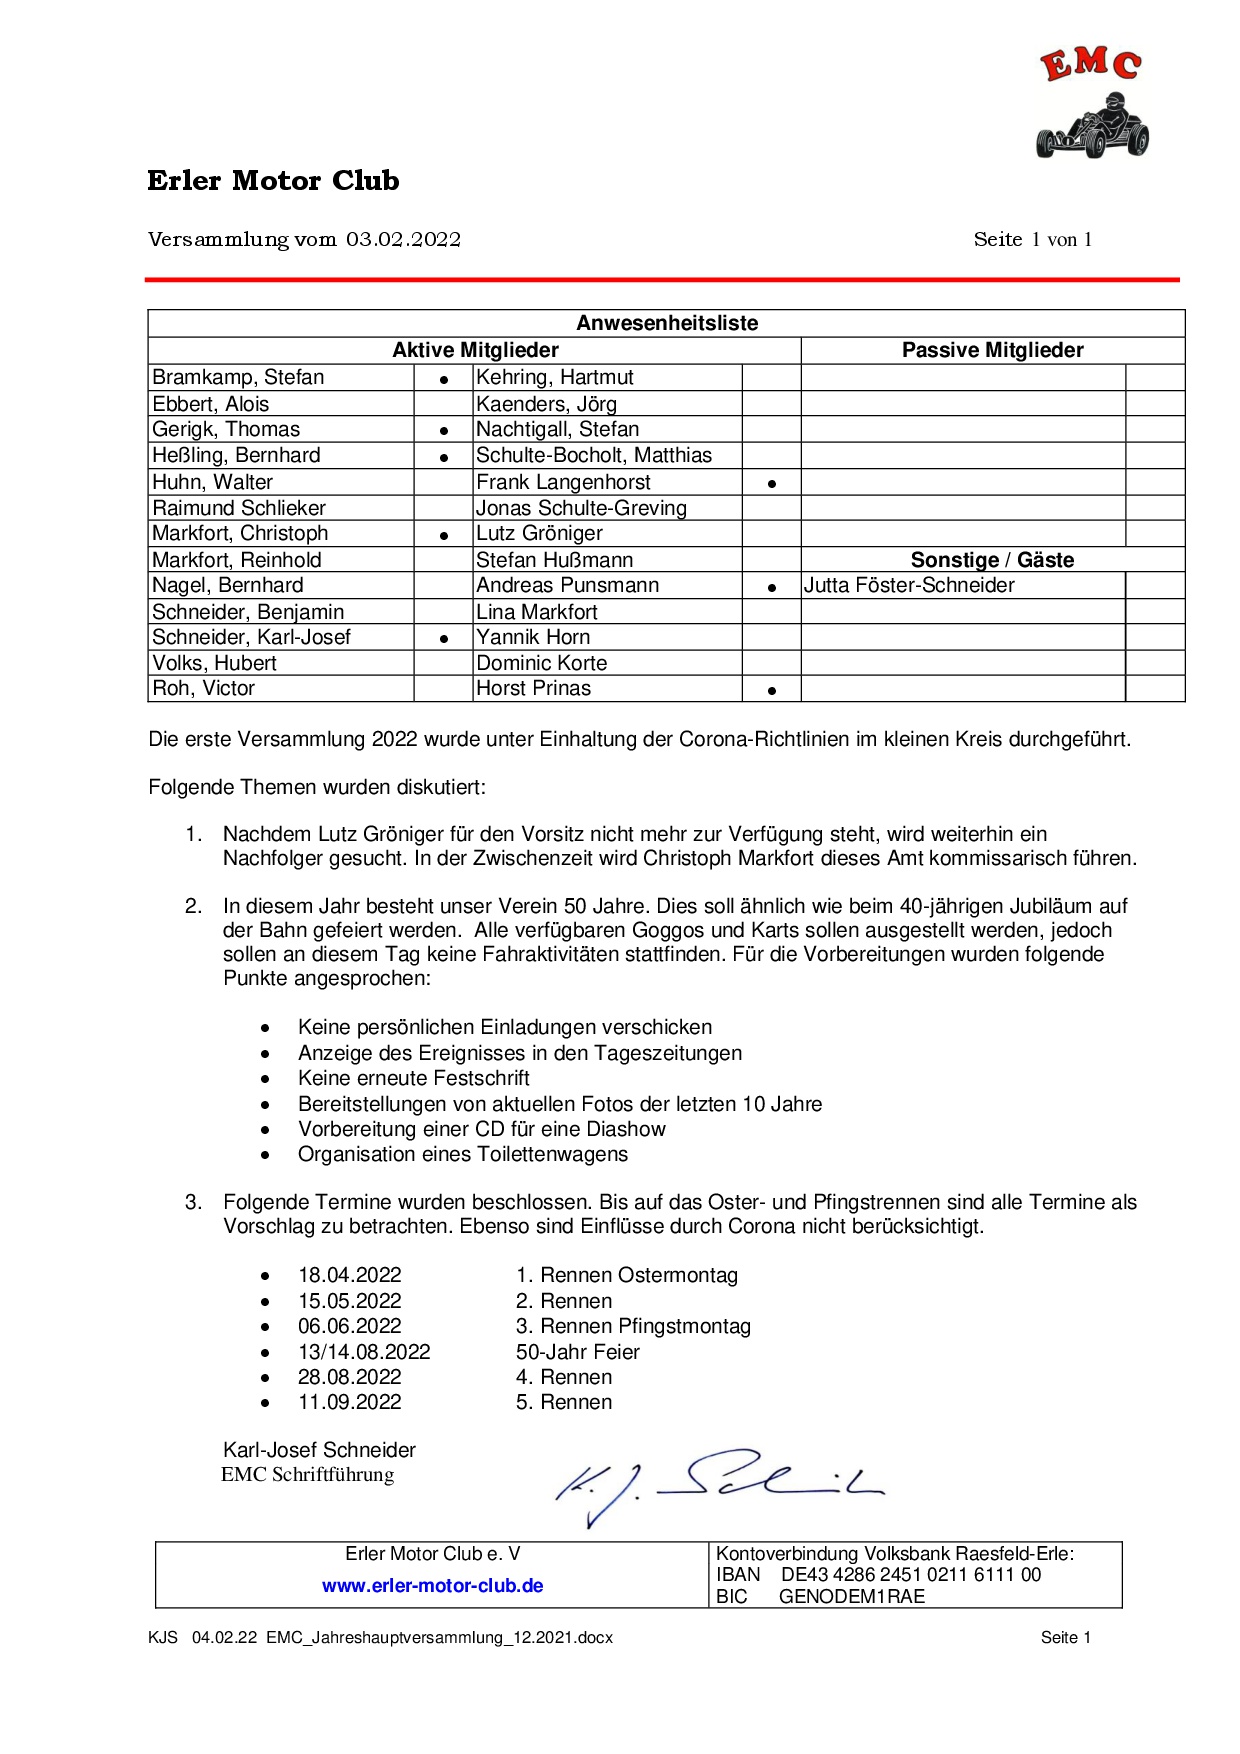 EMC
Erler Motor Club
Versammlung vom 03.02.2022 Seite 1 von 1
Anwesenheitsliste
Aktive Mitglieder Passive Mitglieder
Bramkamp, Stefan • Kehring, Hartmut
Ebbert, Alois Kaenders, Jörg
Gerigk, Thomas • Nachtigall, Stefan
Heßling, Bernhard • Schulte-Bocholt, Matthias
Huhn, Walter Frank Langenhorst •
Raimund Schlieker Jonas Schulte-Greving
Markfort, Christoph • Lutz Gröniger
Markfort, Reinhold Stefan Hußmann Sonstige / Gäste
Nagel, Bernhard Andreas Punsmann • Jutta Föster-Schneider
Schneider, Benjamin Lina Markfort
Schneider, Karl-Josef • Yannik Horn
Volks, Hubert Dominic Korte
Roh, Victor Horst Prinas •
Die erste Versammlung 2022 wurde unter Einhaltung der Corona-Richtlinien im kleinen Kreis durchgeführt.
Folgende Themen wurden diskutiert:
1. Nachdem Lutz Gröniger für den Vorsitz nicht mehr zur Verfügung steht, wird weiterhin ein
Nachfolger gesucht. In der Zwischenzeit wird Christoph Markfort dieses Amt kommissarisch führen.
2. In diesem Jahr besteht unser Verein 50 Jahre. Dies soll ähnlich wie beim 40-jährigen Jubiläum auf
der Bahn gefeiert werden. Alle verfügbaren Goggos und Karts sollen ausgestellt werden, jedoch
sollen an diesem Tag keine Fahraktivitäten stattfinden. Für die Vorbereitungen wurden folgende
Punkte angesprochen:
• Keine persönlichen Einladungen verschicken
• Anzeige des Ereignisses in den Tageszeitungen
• Keine erneute Festschrift
• Bereitstellungen von aktuellen Fotos der letzten 10 Jahre
• Vorbereitung einer CD für eine Diashow
• Organisation eines Toilettenwagens
3. Folgende Termine wurden beschlossen. Bis auf das Oster- und Pfingstrennen sind alle Termine als
Vorschlag zu betrachten. Ebenso sind Einflüsse durch Corona nicht berücksichtigt.
• 18.04.2022 1. Rennen Ostermontag
• 15.05.2022 2. Rennen
• 06.06.2022 3. Rennen Pfingstmontag
• 13/14.08.2022 50-Jahr Feier
• 28.08.2022 4. Rennen
• 11.09.2022 5. Rennen
Karl-Josef Schneider
EMC Schriftführung
Erler Motor Club e. V
www.erler-motor-club.de
Kontoverbindung Volksbank Raesfeld-Erle:
IBAN DE43 4286 2451 0211 6111 00
BIC GENODEM1RAE
KJS 04.02.22 EMC_Jahreshauptversammlung_12.2021.docx Seite 1